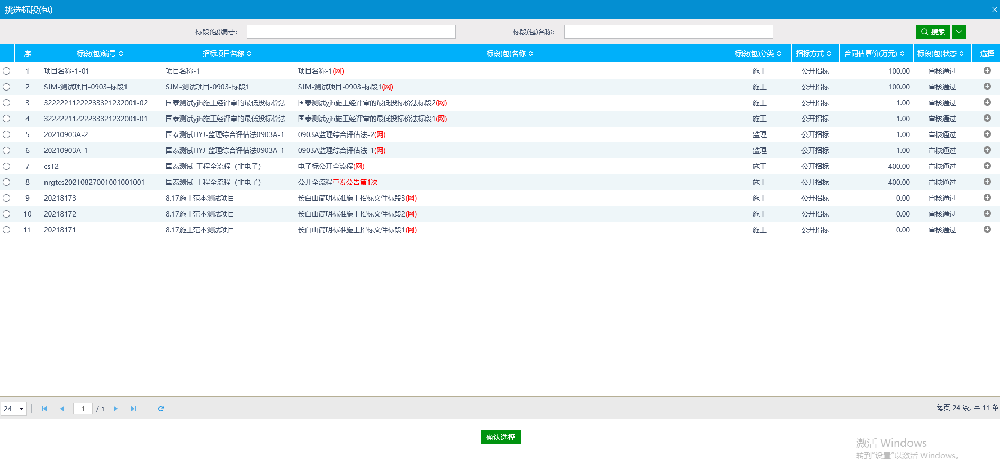 挑选标段(包)
标段(包)编号: 标段(包)名称: 搜索
序 标段(包)编号 招标项目名称 标段(包)名称 标段(包)分类 招标方式 合同估算价(万元) 标段(包)状态 选择
1 项目名称-1-01 项目名称-1 项目名称-1(网) 施工 公开招标 100.00 审核通过
2 SJM-测试项目-0903-标段1 SJM-测试项目-0903-标段1 SJM-测试项目-0903-标段1(网) 施工 公开招标 100.00 审核通过
3 32222211222233321232001-02 国泰测试yjh施工经评审的最低投标价法 国泰测试yjh施工经评审的最低投标价法标段2(网) 施工 公开招标 1.00 审核通过
4 32222211222233321232001-01 国泰测试yjh施工经评审的最低投标价法 国泰测试yjh施工经评审的最低投标价法标段1(网) 施工 公开招标 1.00 审核通过
5 20210903A-2 国泰测试HYJ-监理综合评估法0903A-1 0903A监理综合评估法-2(网) 监理 公开招标 1.00 审核通过
6 20210903A-1 国泰测试HYJ-监理综合评估法0903A-1 0903A监理综合评估法-1(网) 监理 公开招标 1.00 审核通过
7 cs12 国泰测试-工程全流程（非电子） 电子标公开全流程(网) 施工 公开招标 400.00 审核通过
8 nrgtcs20210827001001001001 国泰测试-工程全流程（非电子） 公开全流程重发公告第1次 施工 公开招标 400.00 审核通过
9 20218173 8.17施工范本测试项目 长白山简明标准施工招标文件标段3(网) 施工 公开招标 0.00 审核通过
10 20218172 8.17施工范本测试项目 长白山简明标准施工招标文件标段2(网) 施工 公开招标 0.00 审核通过
11 20218171 8.17施工范本测试项目 长白山简明标准施工招标文件标段1(网) 施工 公开招标 0.00 审核通过
24 1 / 1 每页 24 条, 共 11 条
确认选择
激活 Windows
转到“设置”以激活 Windows。